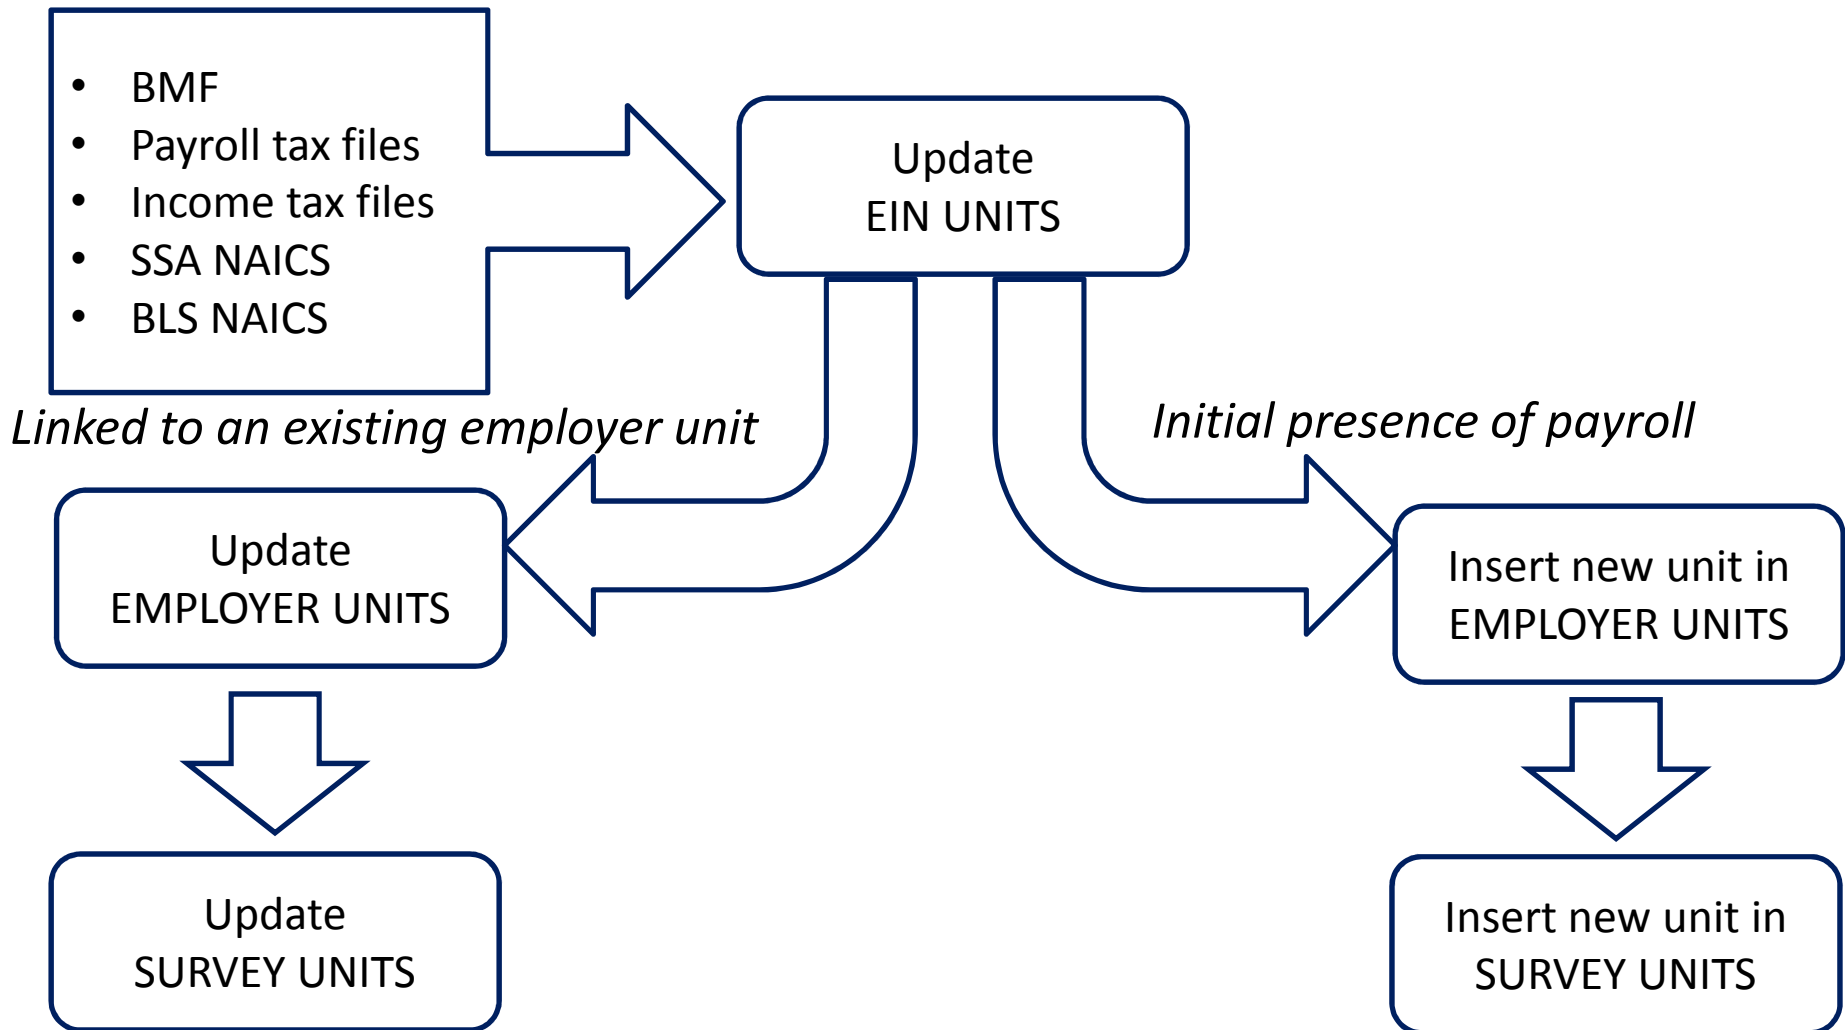 • BMF
• Payroll tax files
• Income tax files
• SSA NAICS
• BLS NAICS
Update
EIN UNITS
Linked to an existing employer unit
Initial presence of payroll
Update
EMPLOYER UNITS
Insert new unit in
EMPLOYER UNITS
Update
SURVEY UNITS
Insert new unit in
SURVEY UNITS